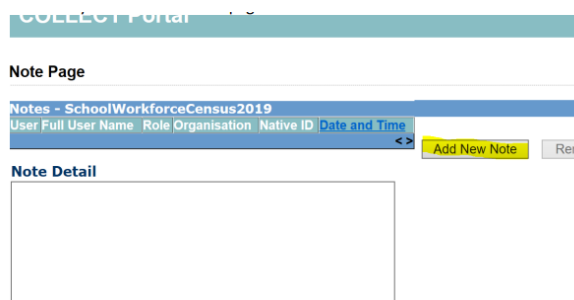 COLLECT Portal
Note Page
Notes - SchoolWorkforceCensus2019
User Full User Name Role Organisation Native ID Date and Time
< >
Add New Note
Note Detail